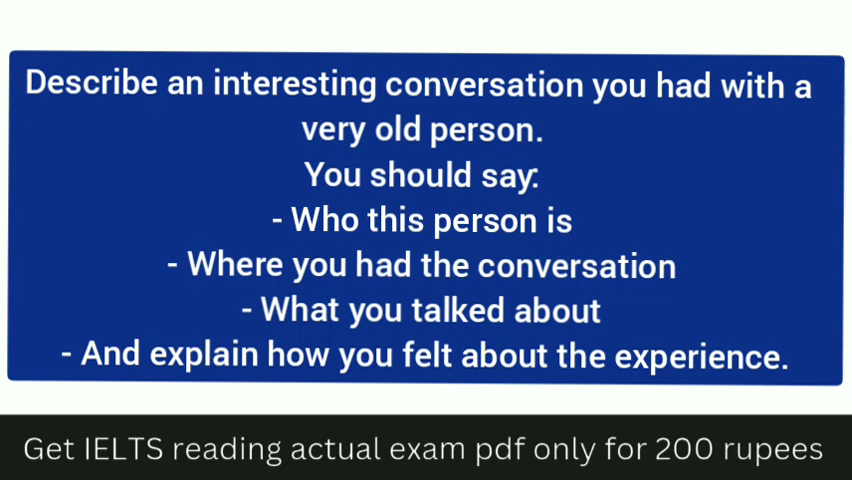 Describe an interesting conversation you had with a
very old person.
You should say:
- Who this person is
- Where you had the conversation
- What you talked about
- And explain how you felt about the experience.
Get IELTS reading actual exam pdf only for 200 rupees